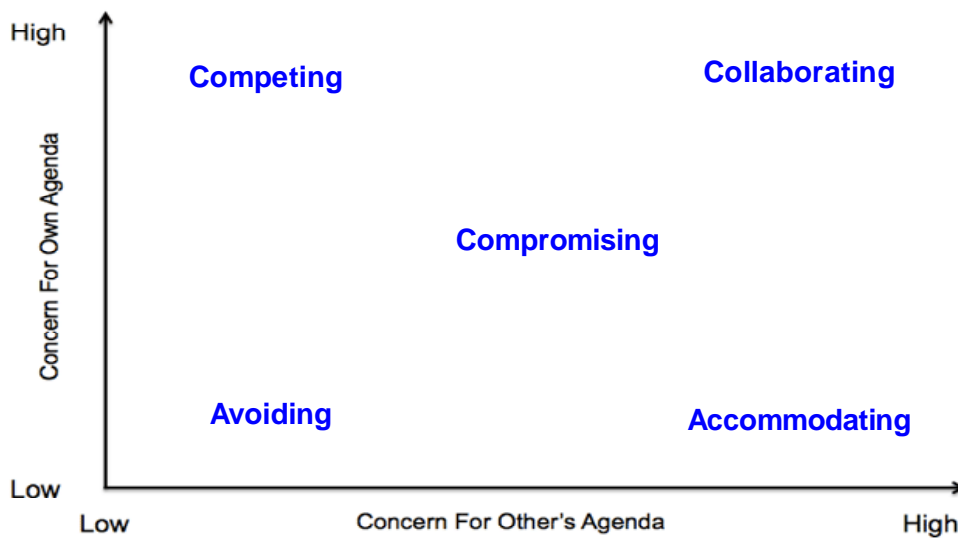 High
Competing
Collaborating
Concern For Own Agenda
Compromising
Avoiding
Accommodating
Low
Low
Concern For Other's Agenda
High